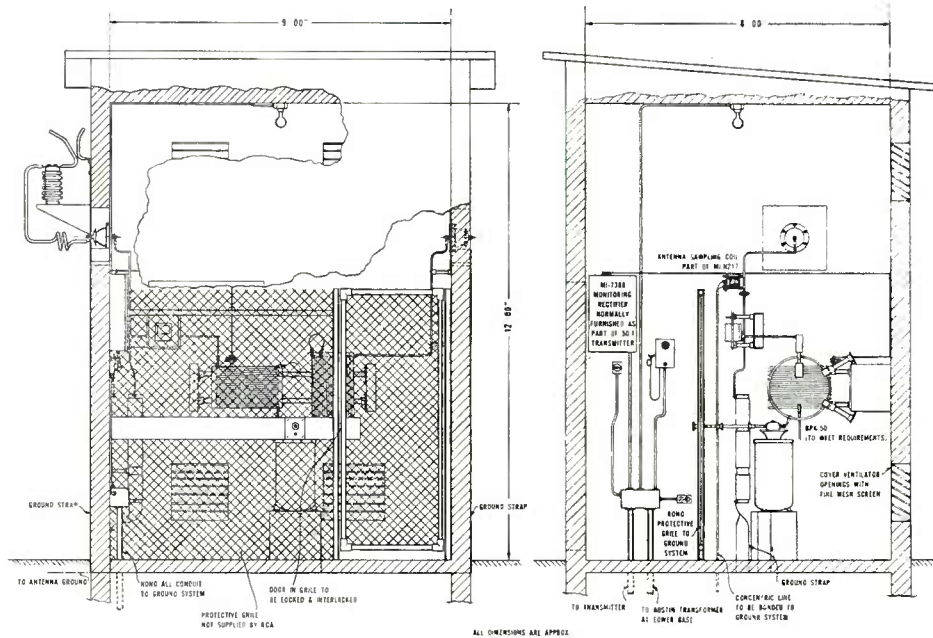 9' 00"
8' 00"
12' 00"
ANTENNA SAMPLING COIL
PART OF
MI-7388
MONITORING
RECTIFIER
NORMALLY
FURNISHED AS
PART OF 50-F
TRANSMITTER
BPA-50
(TO MEET REQUIREMENTS)
COVER VENTILATOR
OPENINGS WITH
FINE MESH SCREEN
GROUND STRAP
GROUND STRAP
BOND
PROTECTIVE
GRILLE TO
GROUND
SYSTEM
TO ANTENNA GROUND
BOND ALL CONDUIT
TO GROUND SYSTEM
DOOR IN GRILLE TO
BE LOCKED & INTERLOCKED
PROTECTIVE GRILLE
NOT SUPPLIED BY RCA
GROUND STRAP
TO TRANSMITTER
TO AUSTIN TRANSFORMER
AT TOWER BASE
CONCENTRIC LINE
TO BE BONDED TO
GROUND SYSTEM
ALL DIMENSIONS ARE APPROX.